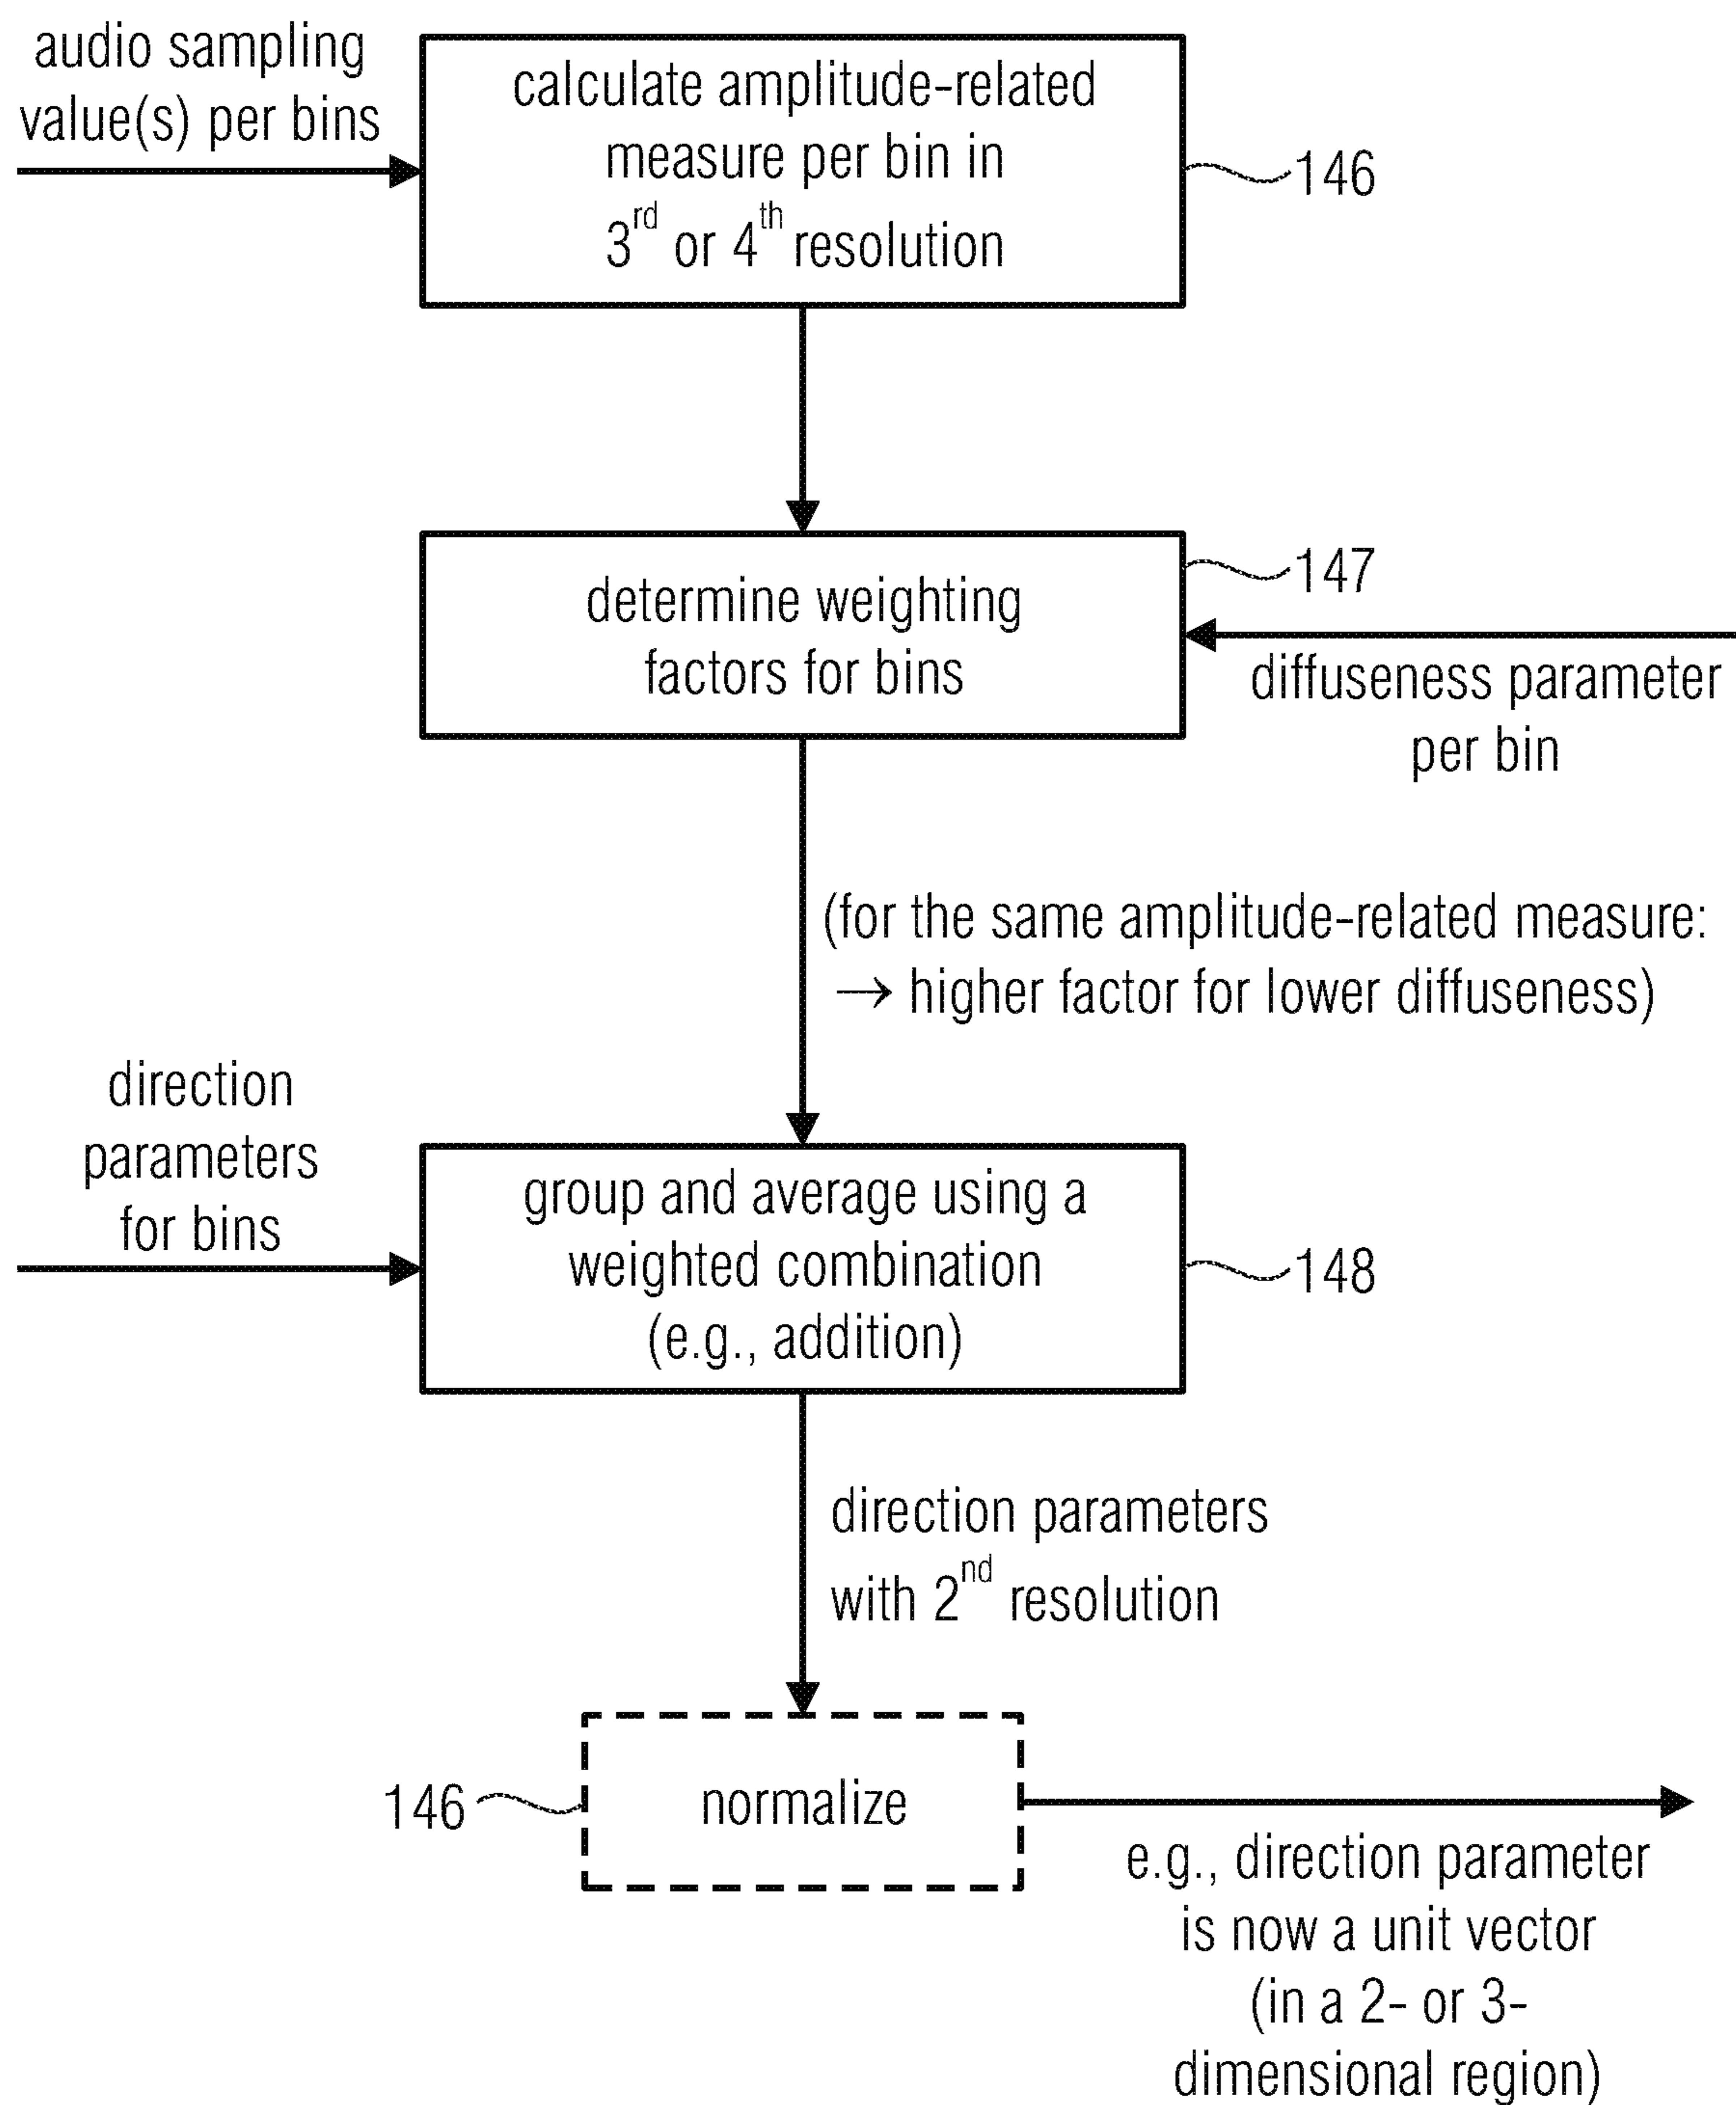 audio sampling
value(s) per bins
calculate amplitude-related
measure per bin in
3rd or 4th resolution
146
determine weighting
factors for bins
147
diffuseness parameter
per bin
(for the same amplitude-related measure:
→ higher factor for lower diffuseness)
direction
parameters
for bins
group and average using a
weighted combination
(e.g., addition)
148
direction parameters
with 2nd resolution
146
normalize
e.g., direction parameter
is now a unit vector
(in a 2- or 3-
dimensional region)